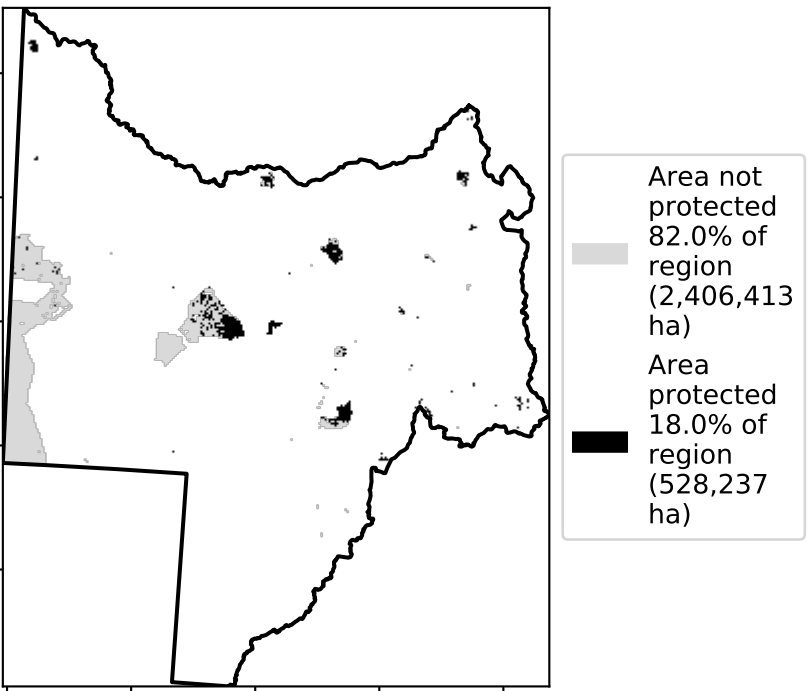 Area not
protected
82.0% of
region
(2,406,413
ha)
Area
protected
18.0% of
region
(528,237
ha)